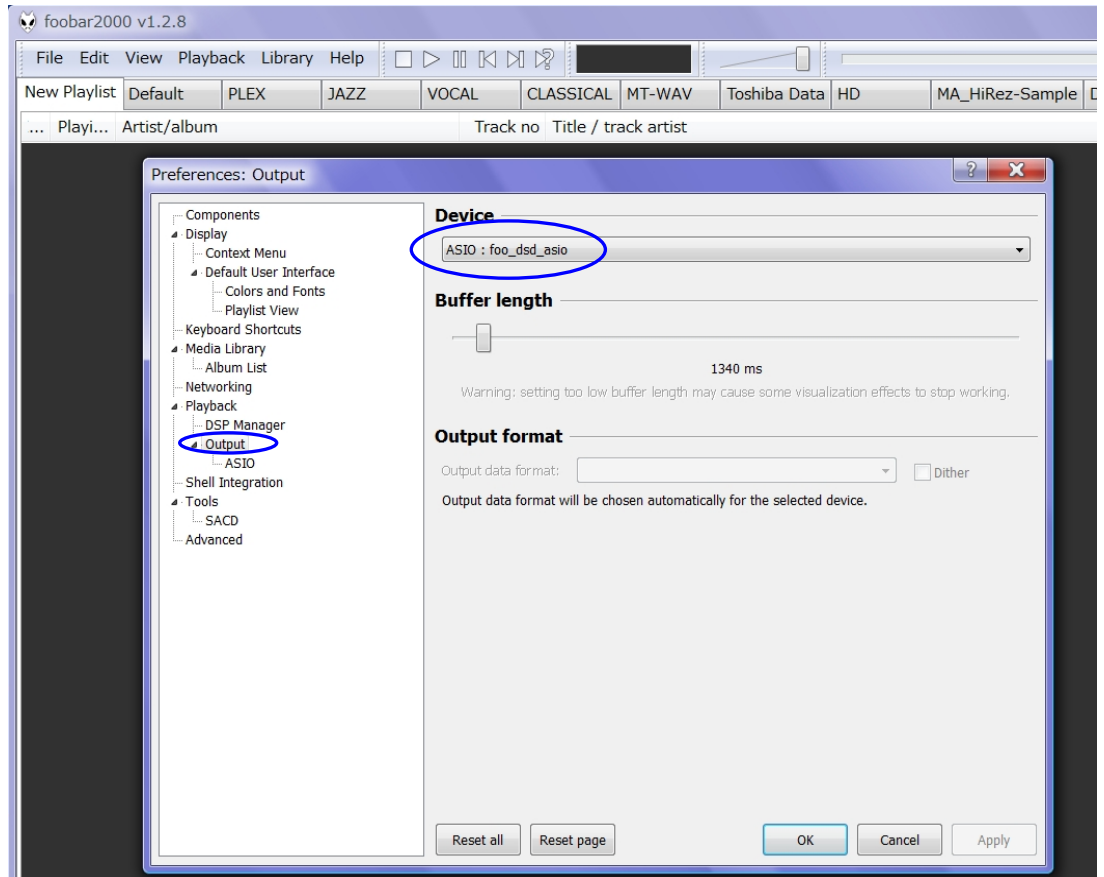 foobar2000 v1.2.8
File Edit View Playback Library Help
New Playlist Default PLEX JAZZ VOCAL CLASSICAL MT-WAV Toshiba Data HD MA_HiRez-Sample
... Playi... Artist/album Track no Title / track artist
Preferences: Output
Components
Display
Context Menu
Default User Interface
Colors and Fonts
Playlist View
Keyboard Shortcuts
Media Library
Album List
Networking
Playback
DSP Manager
Output
ASIO
Shell Integration
Tools
SACD
Advanced
Device
ASIO : foo_dsd_asio
Buffer length
1340 ms
Warning: setting too low buffer length may cause some visualization effects to stop working.
Output format
Output data format: Dither
Output data format will be chosen automatically for the selected device.
Reset all Reset page OK Cancel Apply